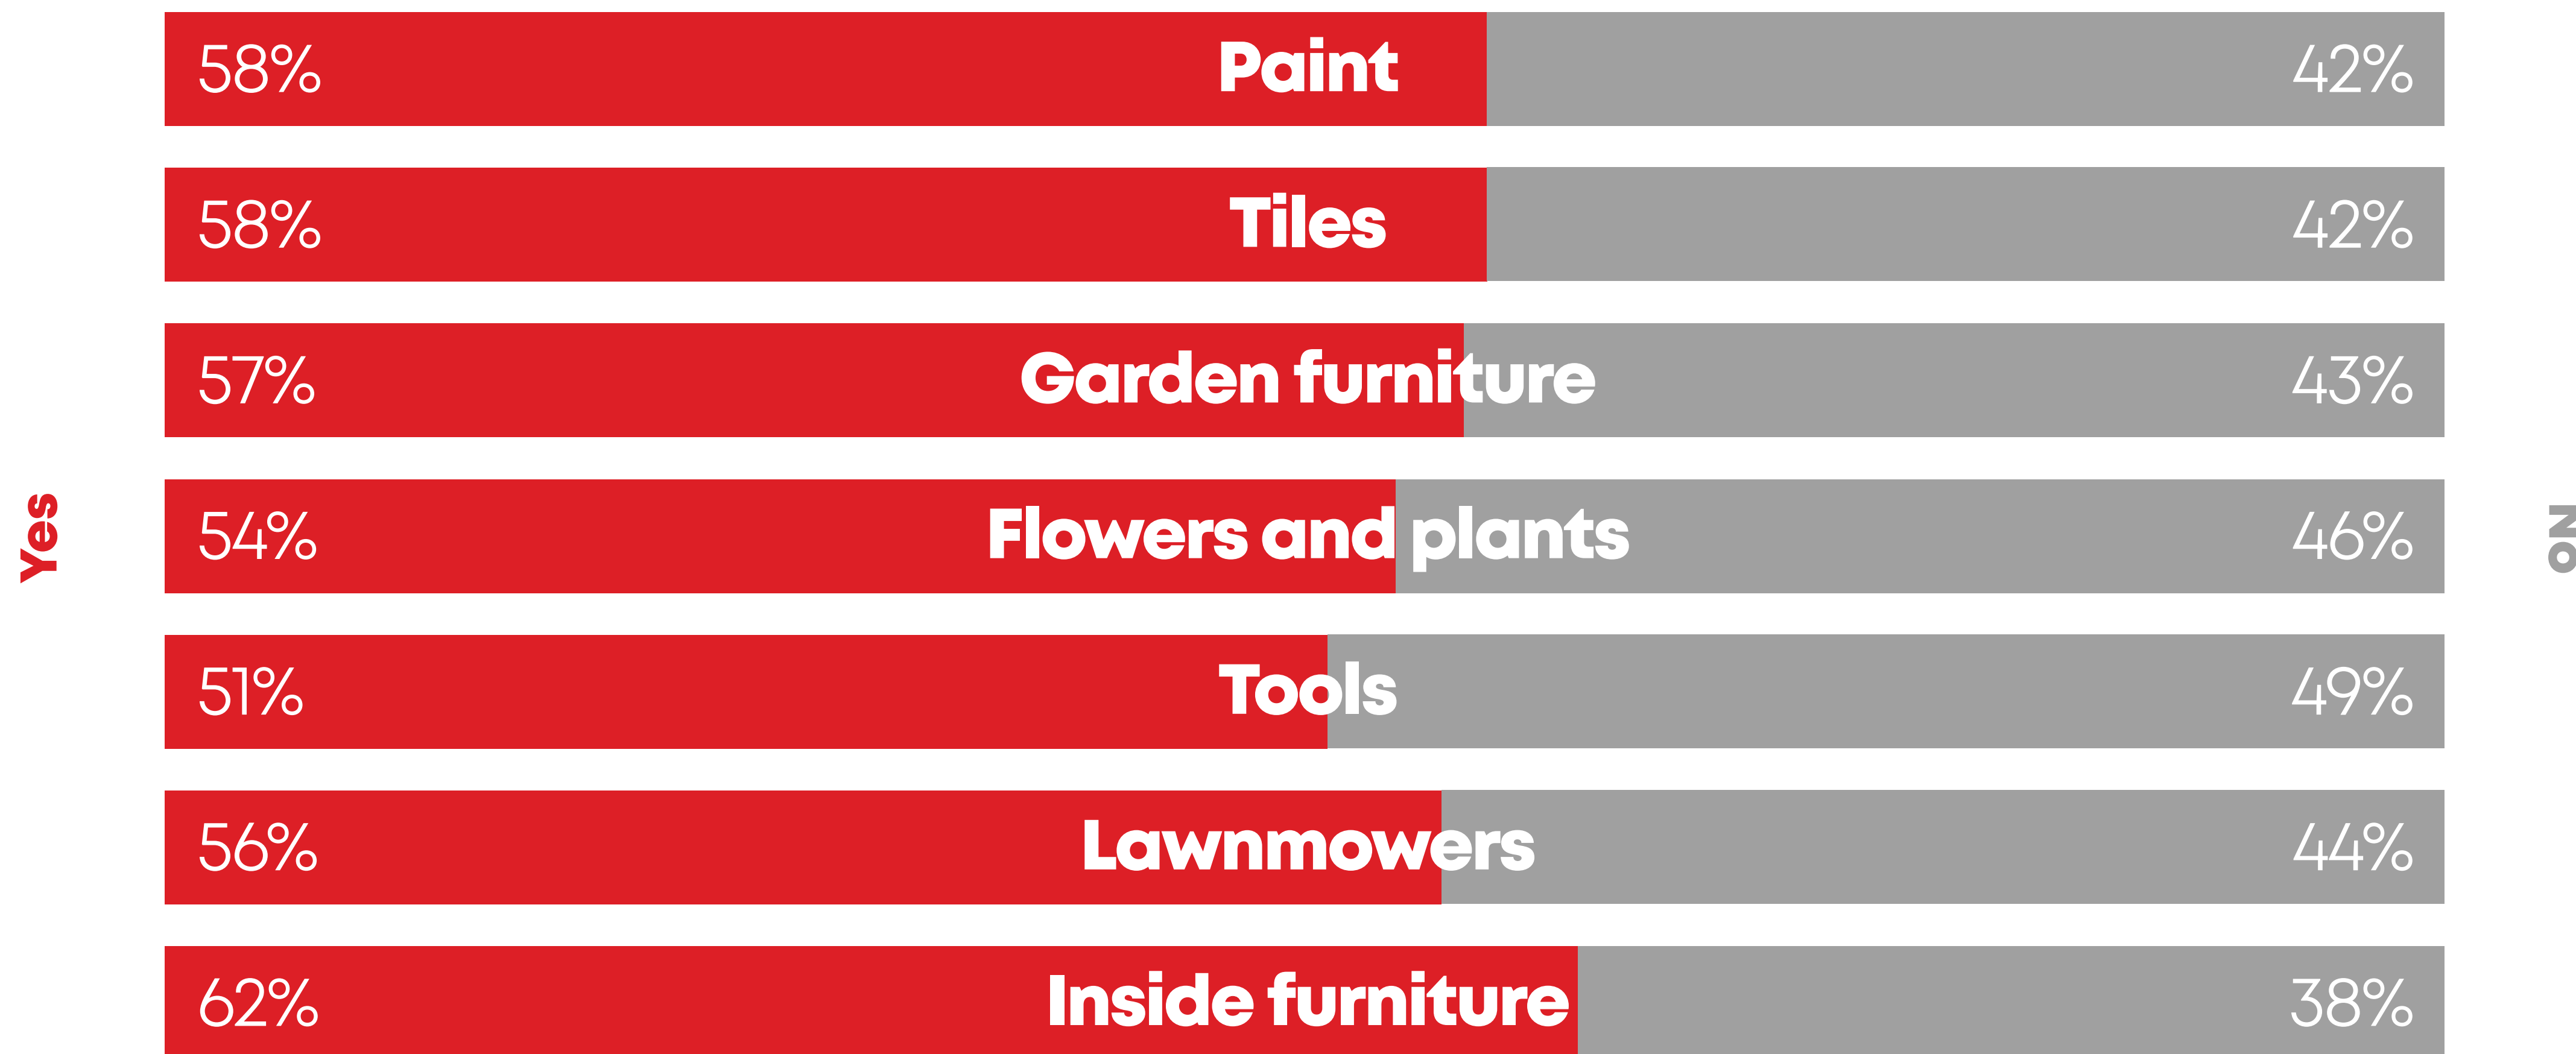 58% Paint 42%
58% Tiles 42%
57% Garden furniture 43%
Yes
54% Flowers and plants 46%
No
51% Tools 49%
56% Lawnmowers 44%
62% Inside furniture 38%